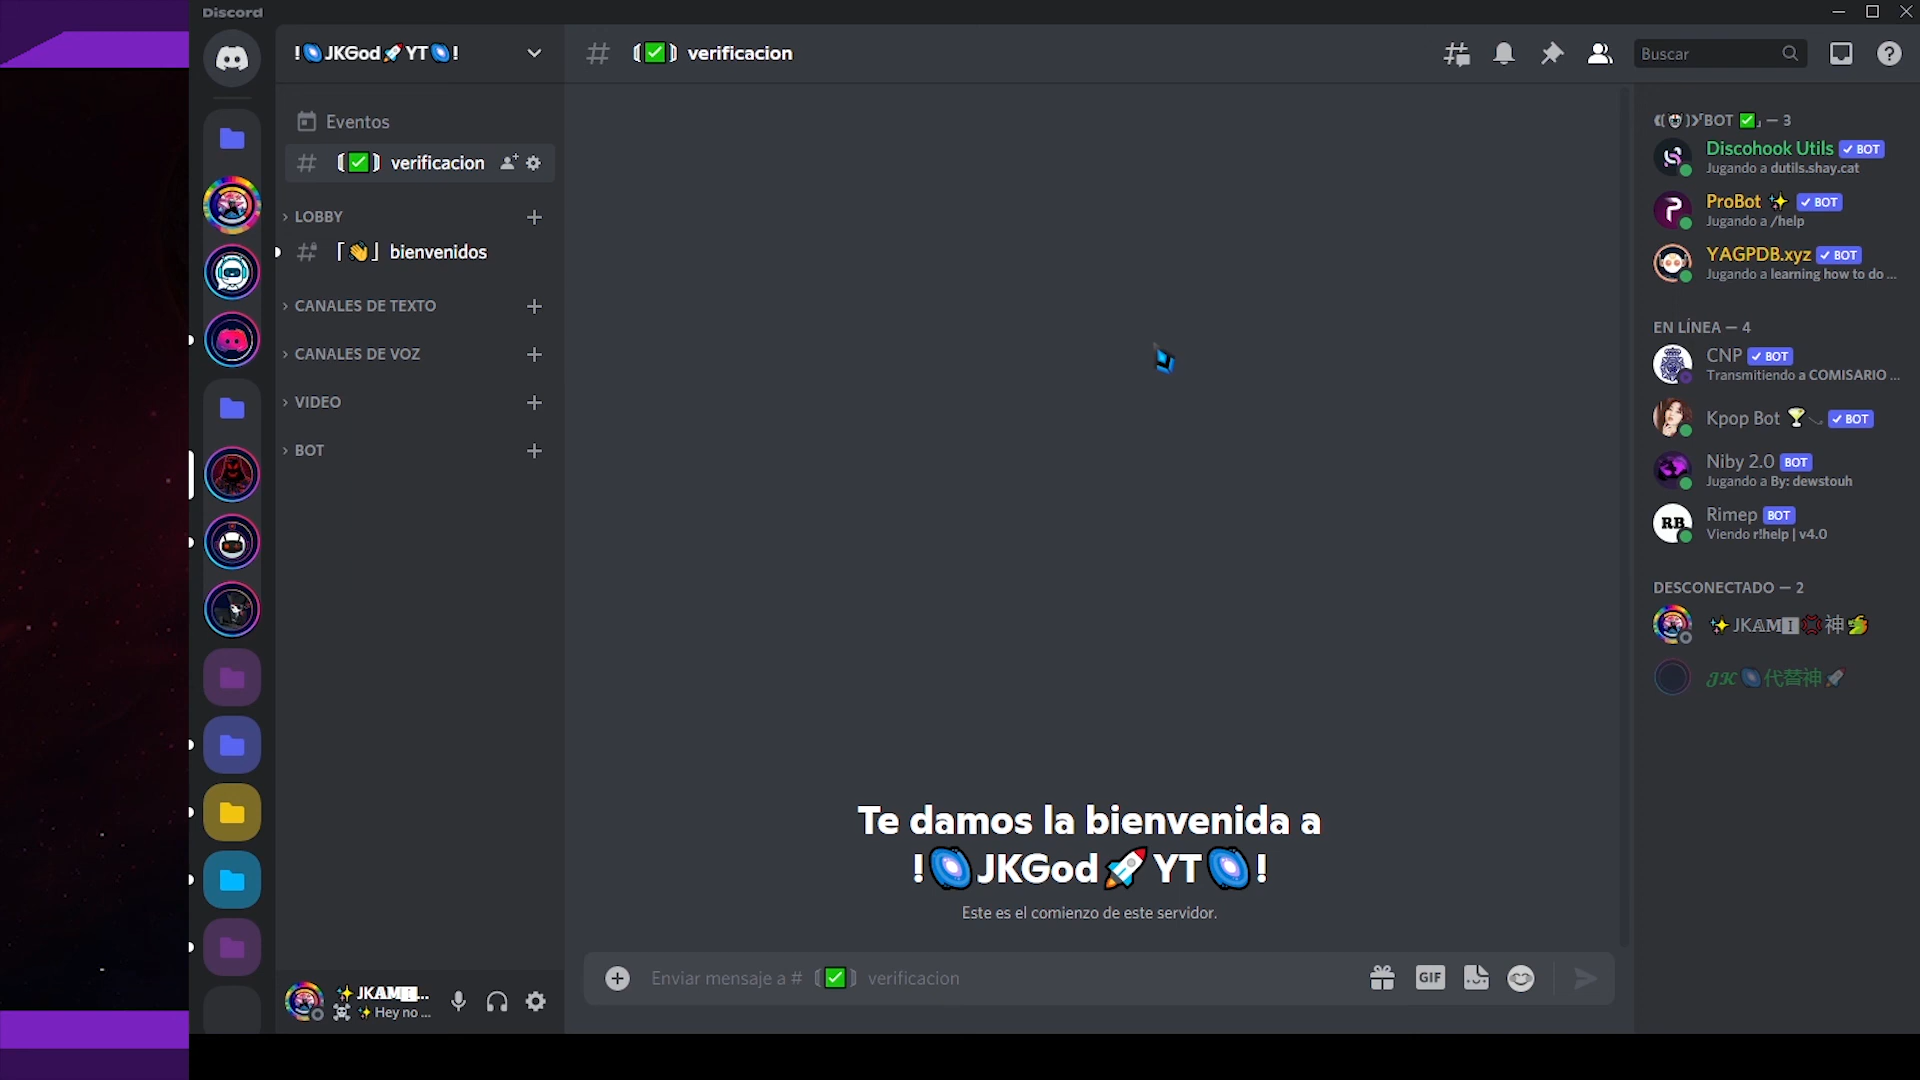 Discord
!🌀JKGod🚀YT🌀!
【✅】 verificacion
Buscar
Eventos
【✅】 verificacion
LOBBY
「👋」 bienvenidos
CANALES DE TEXTO
CANALES DE VOZ
VIDEO
BOT
Te damos la bienvenida a
!🌀JKGod🚀YT🌀!
Este es el comienzo de este servidor.
Enviar mensaje a # 【✅】 verificacion
GIF
✨JKAM🅸...
☠✨Hey no ...
BOT ✅」 — 3
Discohook Utils ✓ BOT
Jugando a dutils.shay.cat
ProBot ✨ ✓ BOT
Jugando a /help
YAGPDB.xyz ✓ BOT
Jugando a learning how to do ...
EN LÍNEA — 4
CNP ✓ BOT
Transmitiendo a COMISARIO ...
Kpop Bot 🏆 ✓ BOT
Niby 2.0 BOT
Jugando a By: dewstouh
RB
Rimep BOT
Viendo r!help | v4.0
DESCONECTADO — 2
✨JKAM🅸💢神🐲
𝒥𝒦🌀代替神🚀